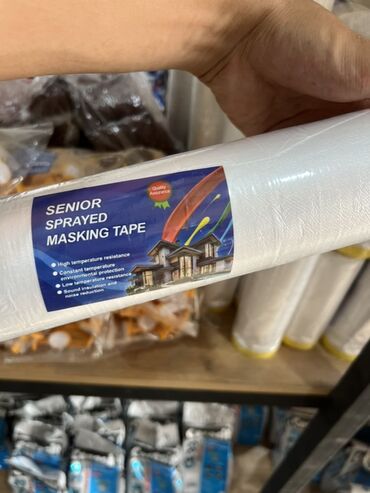 Quality
Assurance
SENIOR
SPRAYED
MASKING TAPE
• High temperature resistance
• Constant temperature
environmental protection
• Low temperature resistance
• Sound insulation and
noise reduction